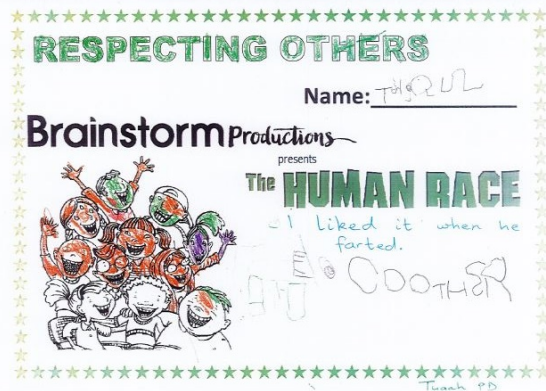 RESPECTING OTHERS
Name:
Brainstorm Productions
presents
The HUMAN RACE
I liked it when he
farted.